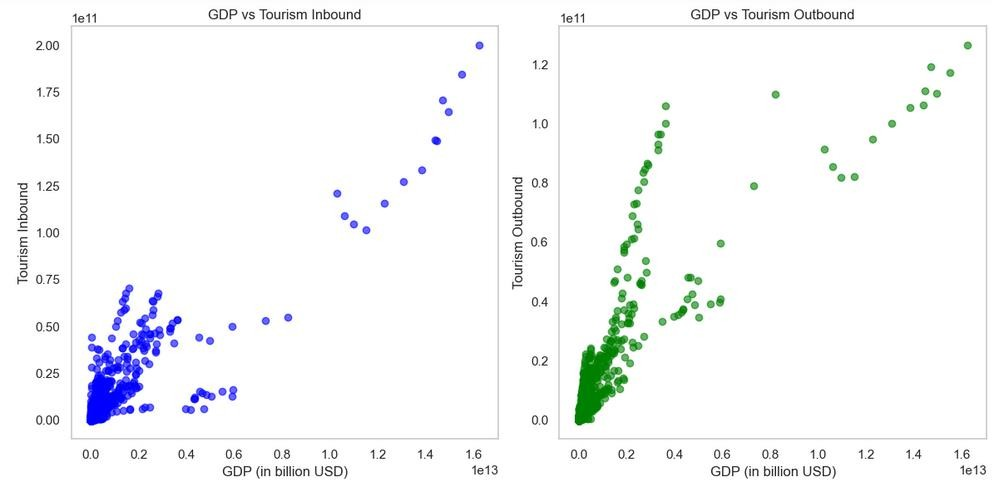 GDP vs Tourism Inbound
1e11
2.00
1.75
1.50
1.25
1.00
0.75
0.50
0.25
0.00
Tourism Inbound
0.0 0.2 0.4 0.6 0.8 1.0 1.2 1.4 1.6
1e13
GDP (in billion USD)
GDP vs Tourism Outbound
1e11
1.2
1.0
0.8
0.6
0.4
0.2
0.0
Tourism Outbound
0.0 0.2 0.4 0.6 0.8 1.0 1.2 1.4 1.6
1e13
GDP (in billion USD)